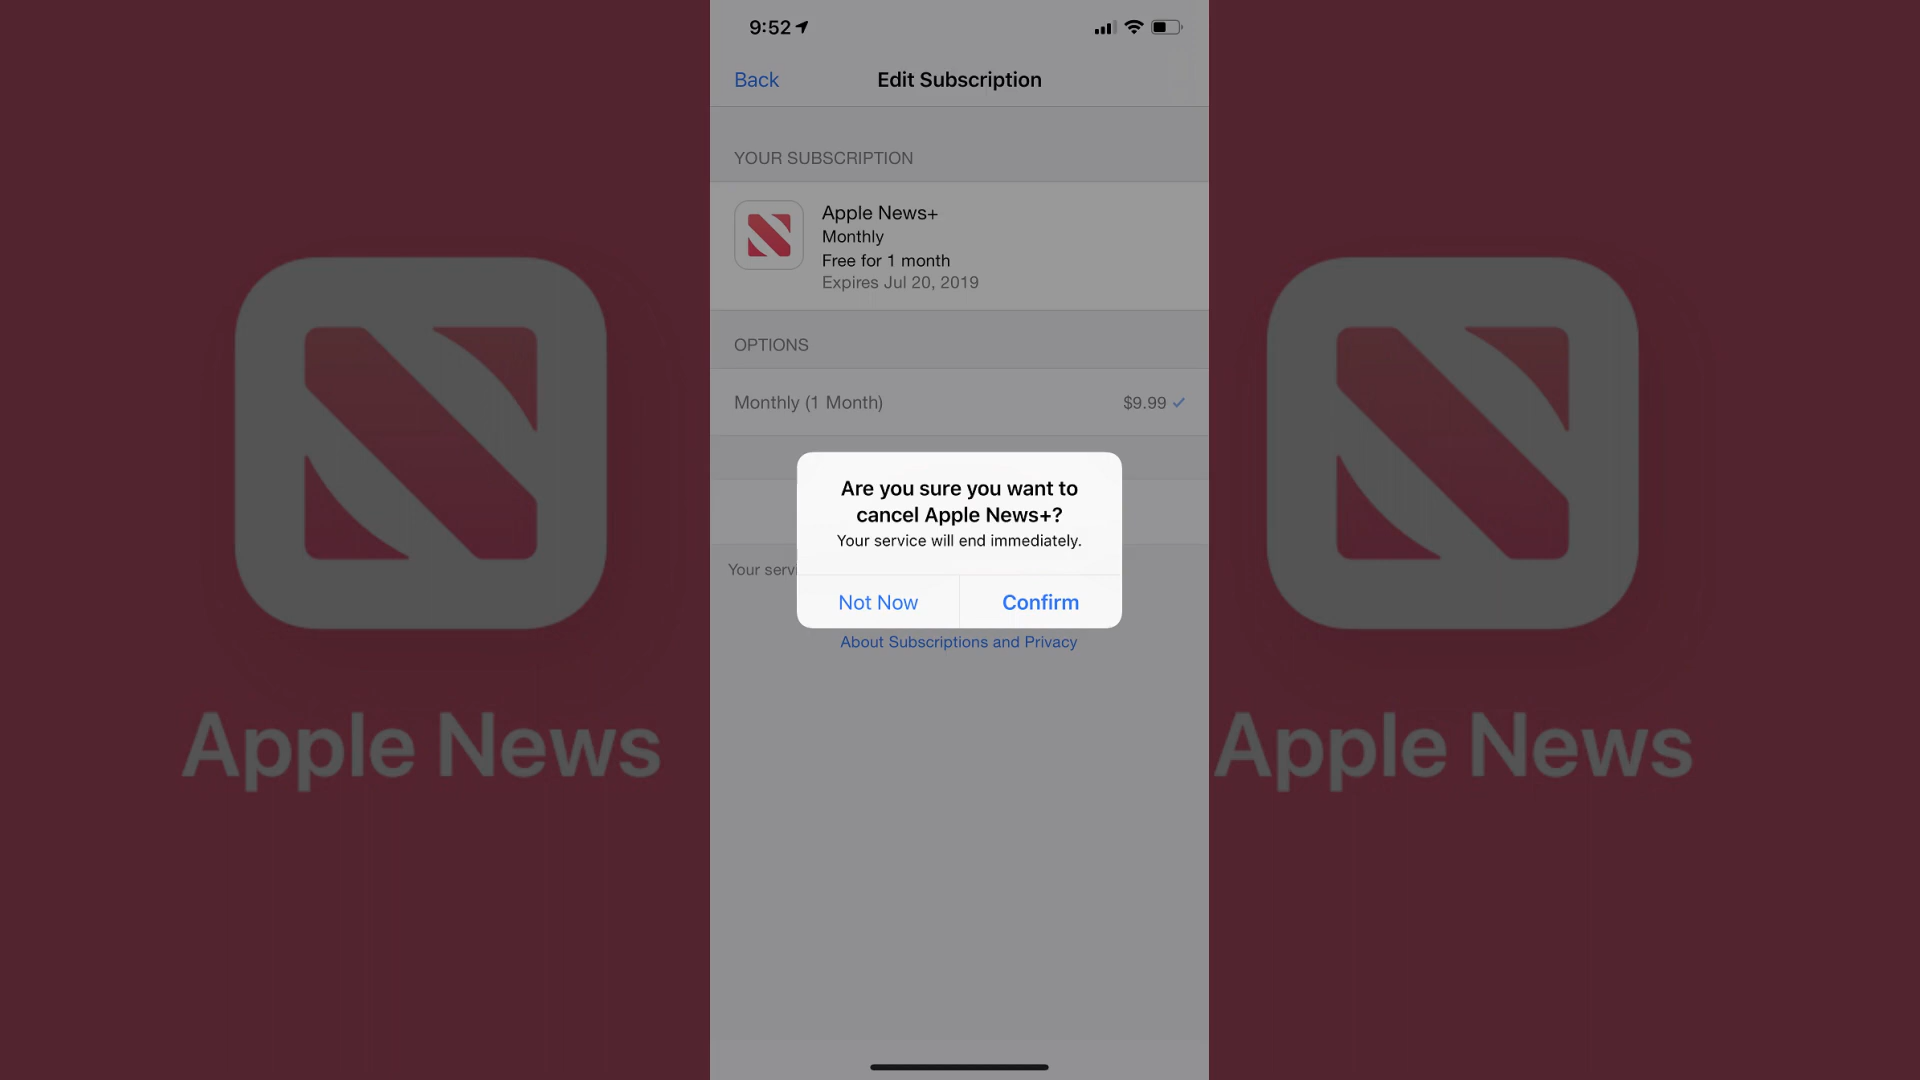 9:52
Back
Edit Subscription
YOUR SUBSCRIPTION
Apple News+
Monthly
Free for 1 month
Expires Jul 20, 2019
OPTIONS
Monthly (1 Month) $9.99
Are you sure you want to
cancel Apple News+?
Your service will end immediately.
Your serv
Not Now
Confirm
About Subscriptions and Privacy
Apple News
Apple News